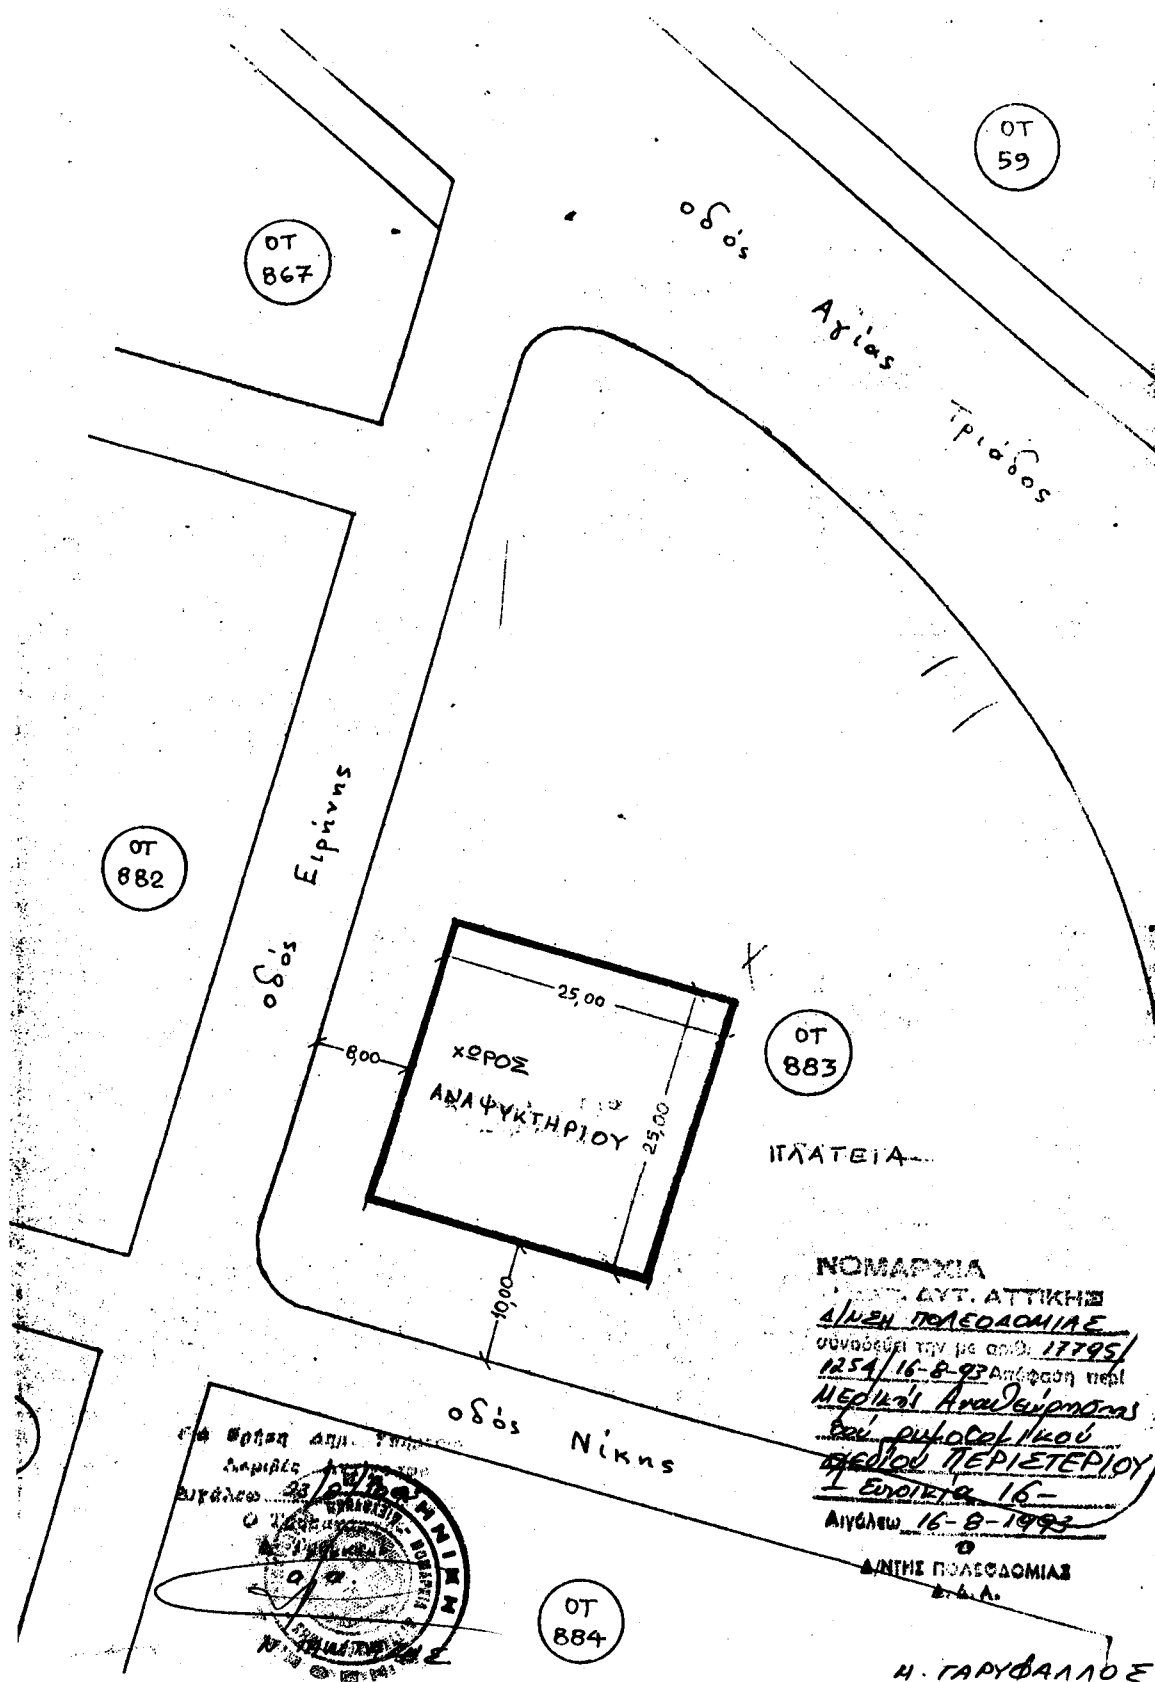 ΟΤ
59
οδός
Αγίας
Τριάδος
ΟΤ
867
οδός Ειρήνης
ΟΤ
882
25,00
8,00
ΧΩΡΟΣ
ΑΝΑΨΥΚΤΗΡΙΟΥ
25,00
ΟΤ
883
ΠΛΑΤΕΙΑ
10,00
οδός Νίκης
ΝΟΜΑΡΧΙΑ
ΔΥΤ. ΑΤΤΙΚΗΣ
Δ/ΝΣΗ ΠΟΛΕΟΔΟΜΙΑΣ
συνοδεύει την με αριθ. 17795/
1254/16-8-93 Απόφαση περί
Μερικής Αναθεώρησης
του ρυμοτομικού
σχεδίου ΠΕΡΙΣΤΕΡΙΟΥ
- Συνοικία 16-
Αιγάλεω 16-8-1993
Ο
Δ/ΝΤΗΣ ΠΟΛΕΟΔΟΜΙΑΣ
Δ.Δ.Α.
Η. ΓΑΡΥΦΑΛΛΟΣ
Αιγάλεω
ΟΤ
884